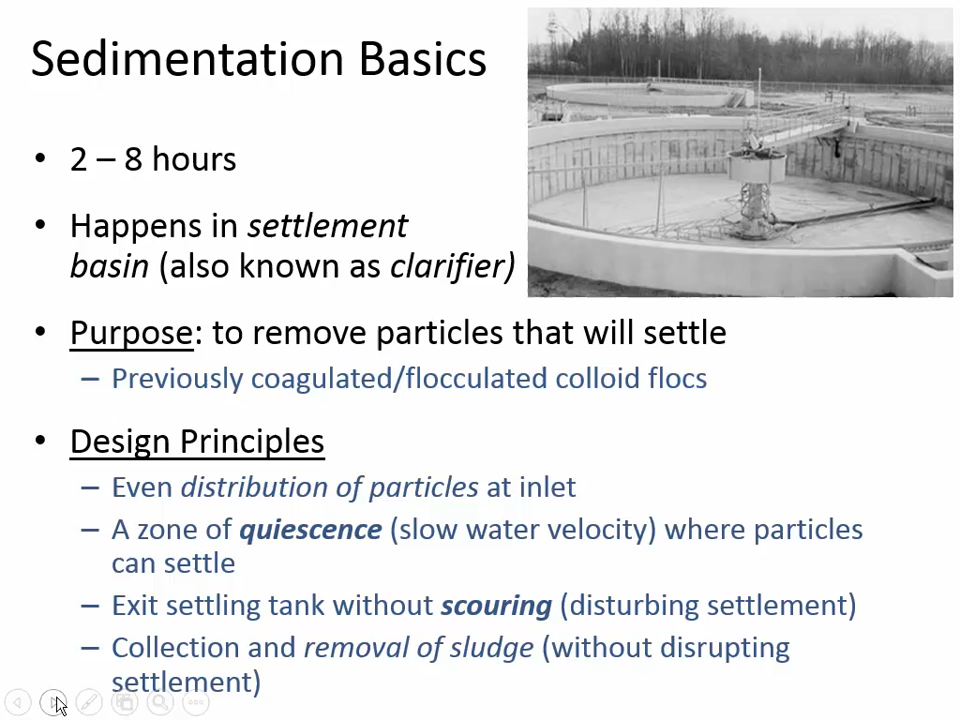 Sedimentation Basics
• 2 – 8 hours
• Happens in settlement
basin (also known as clarifier)
• Purpose: to remove particles that will settle
– Previously coagulated/flocculated colloid flocs
• Design Principles
– Even distribution of particles at inlet
– A zone of quiescence (slow water velocity) where particles
can settle
– Exit settling tank without scouring (disturbing settlement)
– Collection and removal of sludge (without disrupting
settlement)